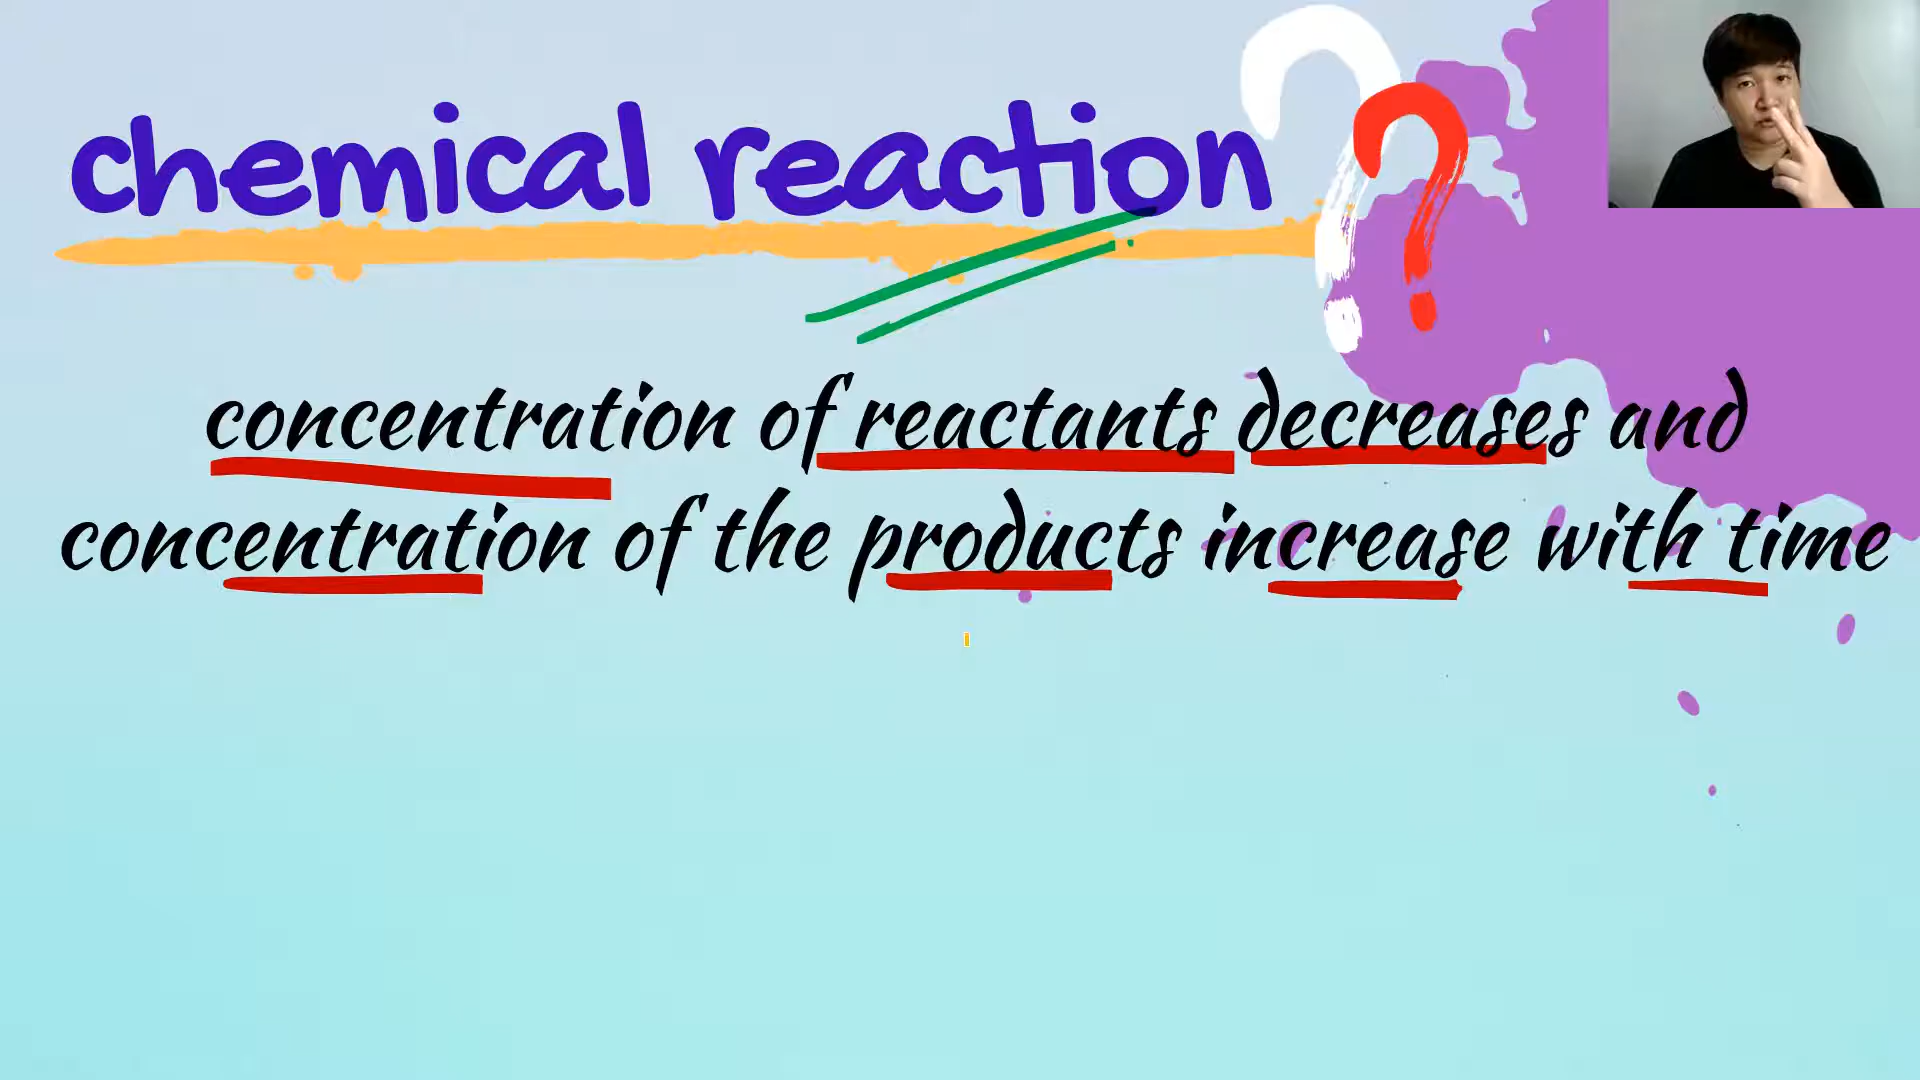 chemical reaction ??
concentration of reactants decreases and
concentration of the products increase with time